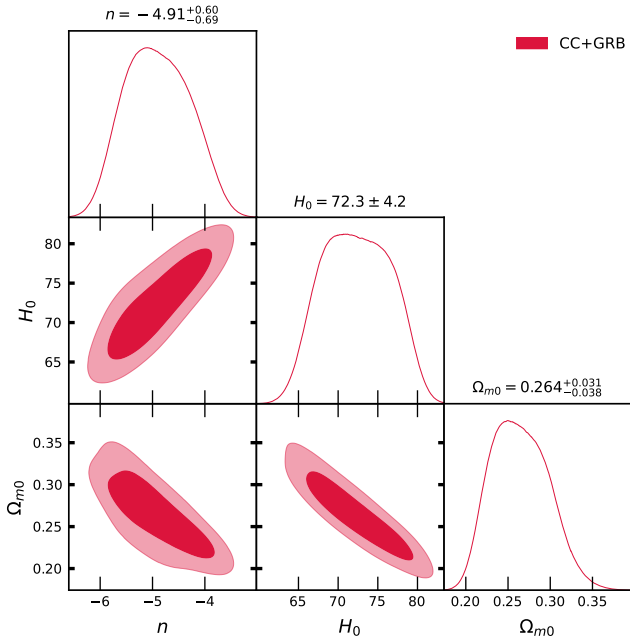 n = −4.91^{+0.60}_{−0.69}
CC+GRB
H_0 = 72.3 ± 4.2
80
75
70
65
H_0
Ω_{m0} = 0.264^{+0.031}_{−0.038}
0.35
0.30
0.25
0.20
Ω_{m0}
−6 −5 −4
65 70 75 80
0.20 0.25 0.30 0.35
n
H_0
Ω_{m0}